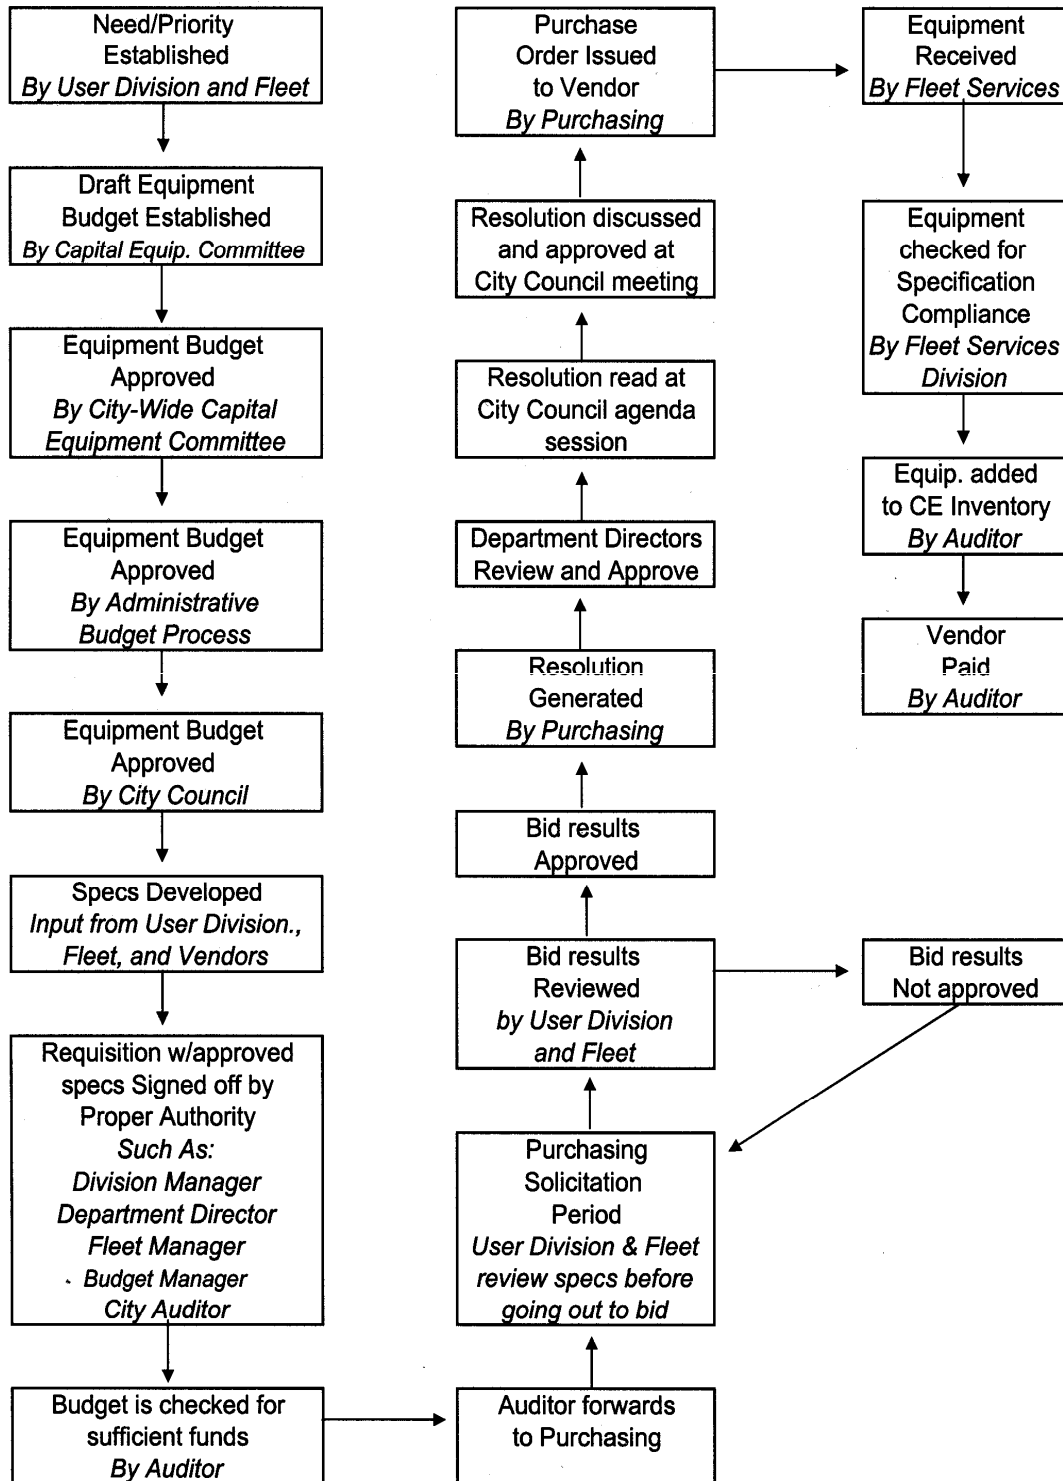 Need/Priority
Established
By User Division and Fleet
Draft Equipment
Budget Established
By Capital Equip. Committee
Equipment Budget
Approved
By City-Wide Capital
Equipment Committee
Equipment Budget
Approved
By Administrative
Budget Process
Equipment Budget
Approved
By City Council
Specs Developed
Input from User Division.,
Fleet, and Vendors
Requisition w/approved
specs Signed off by
Proper Authority
Such As:
Division Manager
Department Director
Fleet Manager
Budget Manager
City Auditor
Budget is checked for
sufficient funds
By Auditor
Auditor forwards
to Purchasing
Purchasing
Solicitation
Period
User Division & Fleet
review specs before
going out to bid
Bid results
Reviewed
by User Division
and Fleet
Bid results
Not approved
Bid results
Approved
Resolution
Generated
By Purchasing
Department Directors
Review and Approve
Resolution read at
City Council agenda
session
Resolution discussed
and approved at
City Council meeting
Purchase
Order Issued
to Vendor
By Purchasing
Equipment
Received
By Fleet Services
Equipment
checked for
Specification
Compliance
By Fleet Services
Division
Equip. added
to CE Inventory
By Auditor
Vendor
Paid
By Auditor